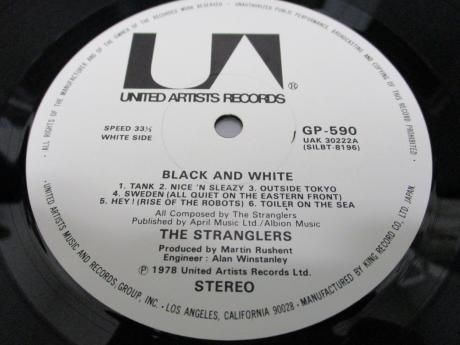 UA
®
UNITED ARTISTS RECORDS
SPEED 33⅓
WHITE SIDE
GP-590
UAK 30222A
(SILBT-8196)
BLACK AND WHITE
1. TANK 2. NICE 'N SLEAZY 3. OUTSIDE TOKYO
4. SWEDEN (ALL QUIET ON THE EASTERN FRONT)
5. HEY! (RISE OF THE ROBOTS) 6. TOILER ON THE SEA
All Composed by The Stranglers
Published by April Music Ltd./Albion Music
THE STRANGLERS
Produced by Martin Rushent
Engineer : Alan Winstanley
Ⓟ 1978 United Artists Records Ltd.
STEREO
· ALL RIGHTS OF THE MANUFACTURER AND OF THE OWNER OF THE RECORDED WORK RESERVED · UNAUTHORIZED PUBLIC PERFORMANCE, BROADCASTING AND COPYING OF THIS RECORD PROHIBITED ·
UNITED ARTISTS MUSIC AND RECORDS GROUP, INC. · LOS ANGELES, CALIFORNIA 90028 · MANUFACTURED BY KING RECORD CO, LTD. JAPAN.